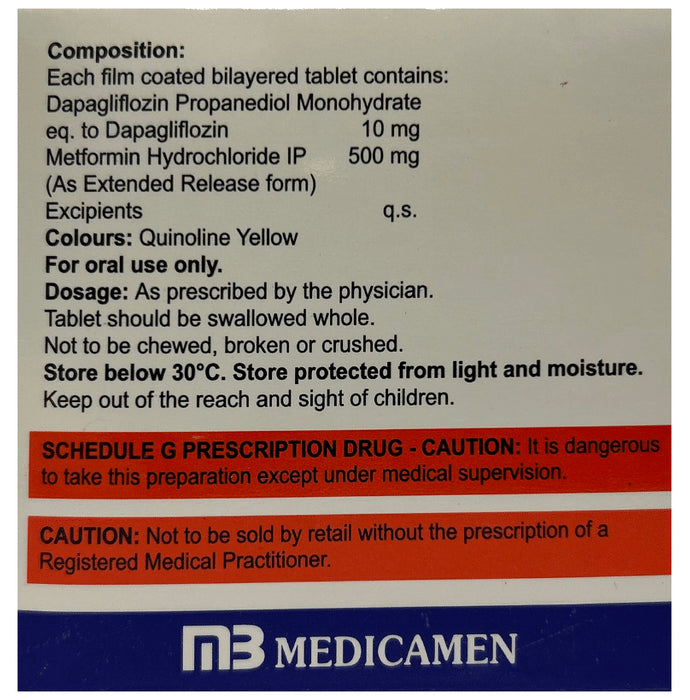 Composition:
Each film coated bilayered tablet contains:
Dapagliflozin Propanediol Monohydrate
eq. to Dapagliflozin 10 mg
Metformin Hydrochloride IP 500 mg
(As Extended Release form)
Excipients q.s.
Colours: Quinoline Yellow
For oral use only.
Dosage: As prescribed by the physician.
Tablet should be swallowed whole.
Not to be chewed, broken or crushed.
Store below 30°C. Store protected from light and moisture.
Keep out of the reach and sight of children.
SCHEDULE G PRESCRIPTION DRUG - CAUTION: It is dangerous
to take this preparation except under medical supervision.
CAUTION: Not to be sold by retail without the prescription of a
Registered Medical Practitioner.
MB MEDICAMEN